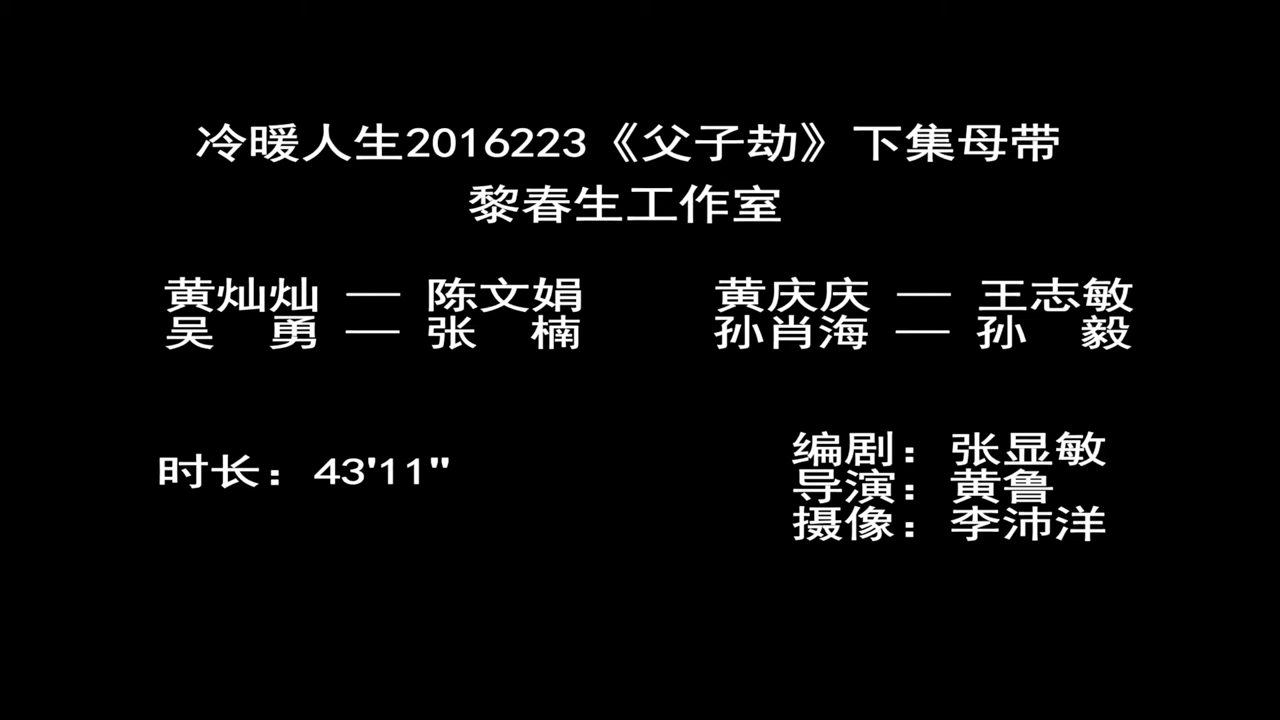 冷暖人生2016223《父子劫》下集母带
黎春生工作室
黄灿灿 — 陈文娟 黄庆庆 — 王志敏
吴 勇 — 张 楠 孙肖海 — 孙 毅
时长：43'11"
编剧：张显敏
导演：黄鲁
摄像：李沛洋